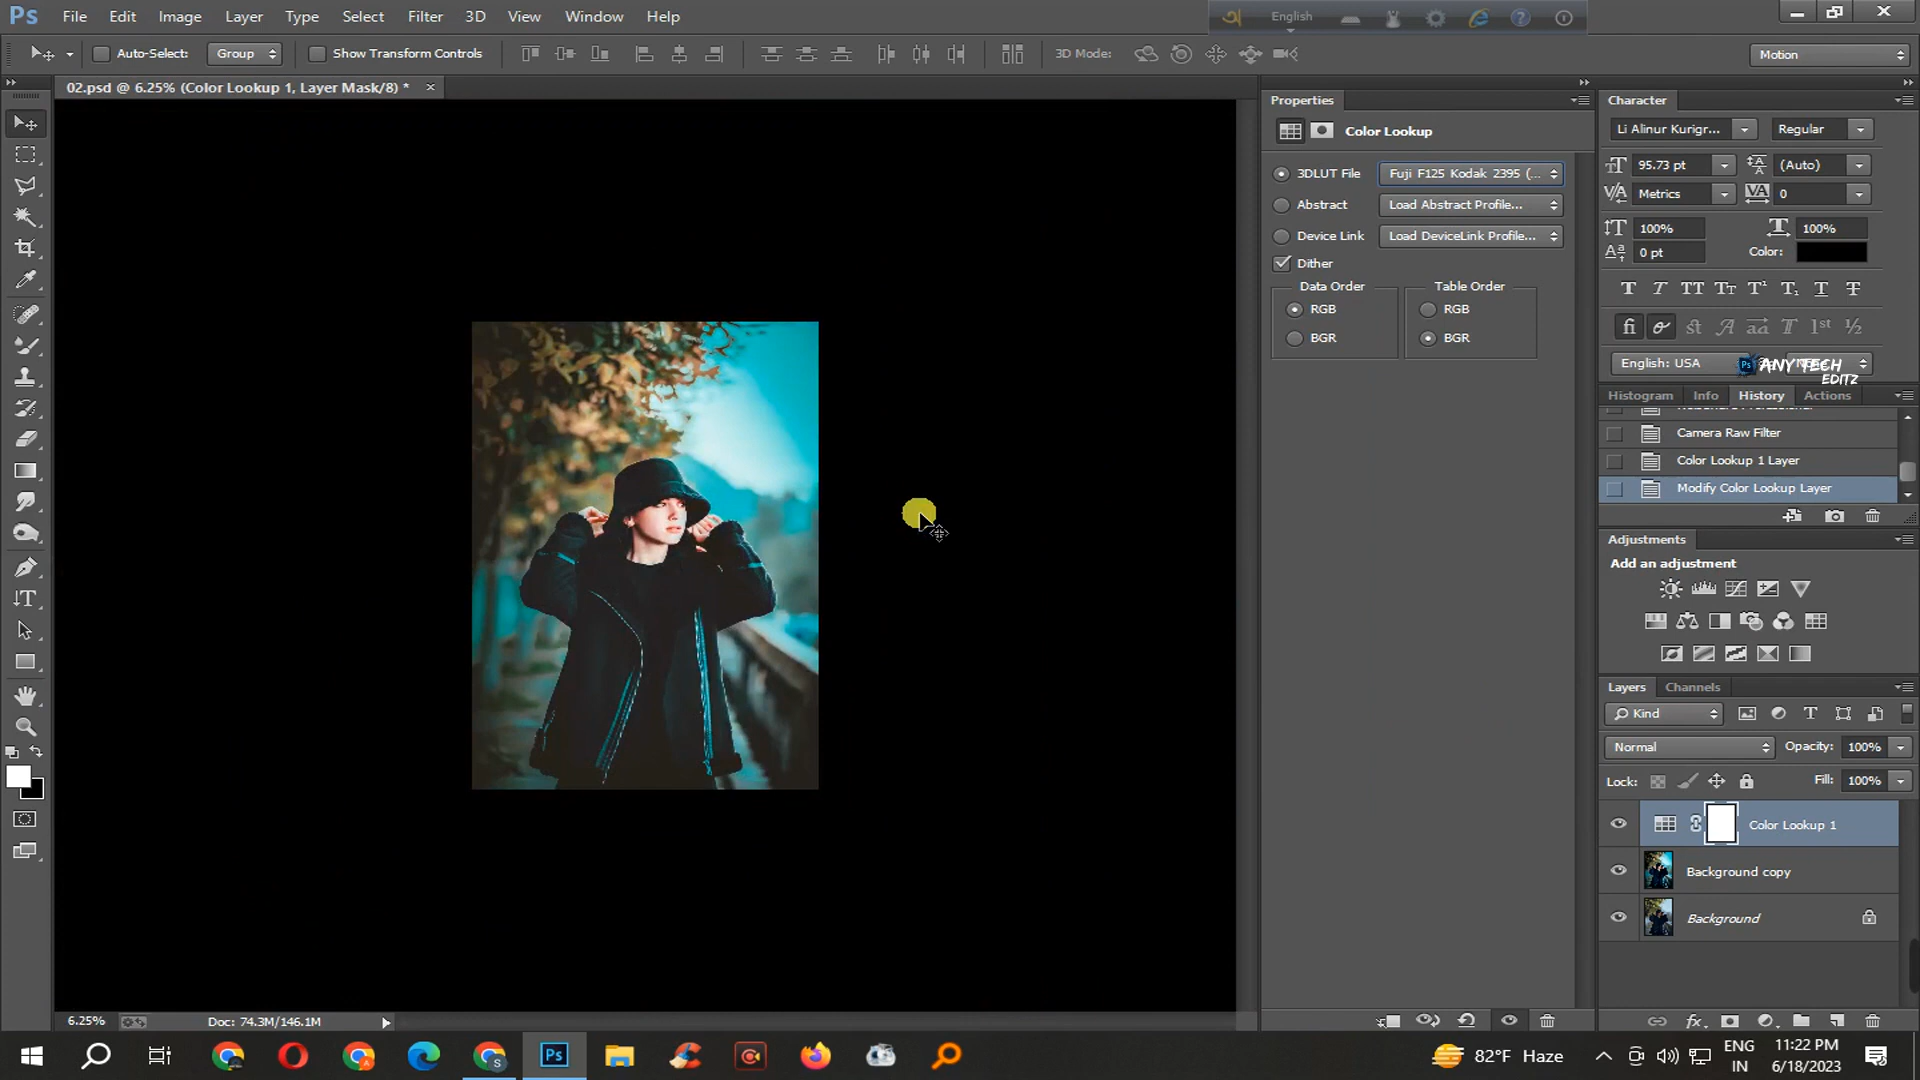 Ps File Edit Image Layer Type Select Filter 3D View Window Help
English
Auto-Select: Group Show Transform Controls 3D Mode: Motion
02.psd @ 6.25% (Color Lookup 1, Layer Mask/8) * ×
Properties
Color Lookup
3DLUT File Fuji F125 Kodak 2395 (...
Abstract Load Abstract Profile...
Device Link Load DeviceLink Profile...
Dither
Data Order Table Order
RGB RGB
BGR BGR
Character
Li Alinur Kurigr... Regular
95.73 pt (Auto)
Metrics 0
100% 100%
0 pt Color:
English: USA
ANY TECH
EDITZ
Histogram Info History Actions
Camera Raw Filter
Color Lookup 1 Layer
Modify Color Lookup Layer
Adjustments
Add an adjustment
Layers Channels
Kind
Normal Opacity: 100%
Lock: Fill: 100%
Color Lookup 1
Background copy
Background
6.25% Doc: 74.3M/146.1M
82°F Haze
ENG
IN
11:22 PM
6/18/2023